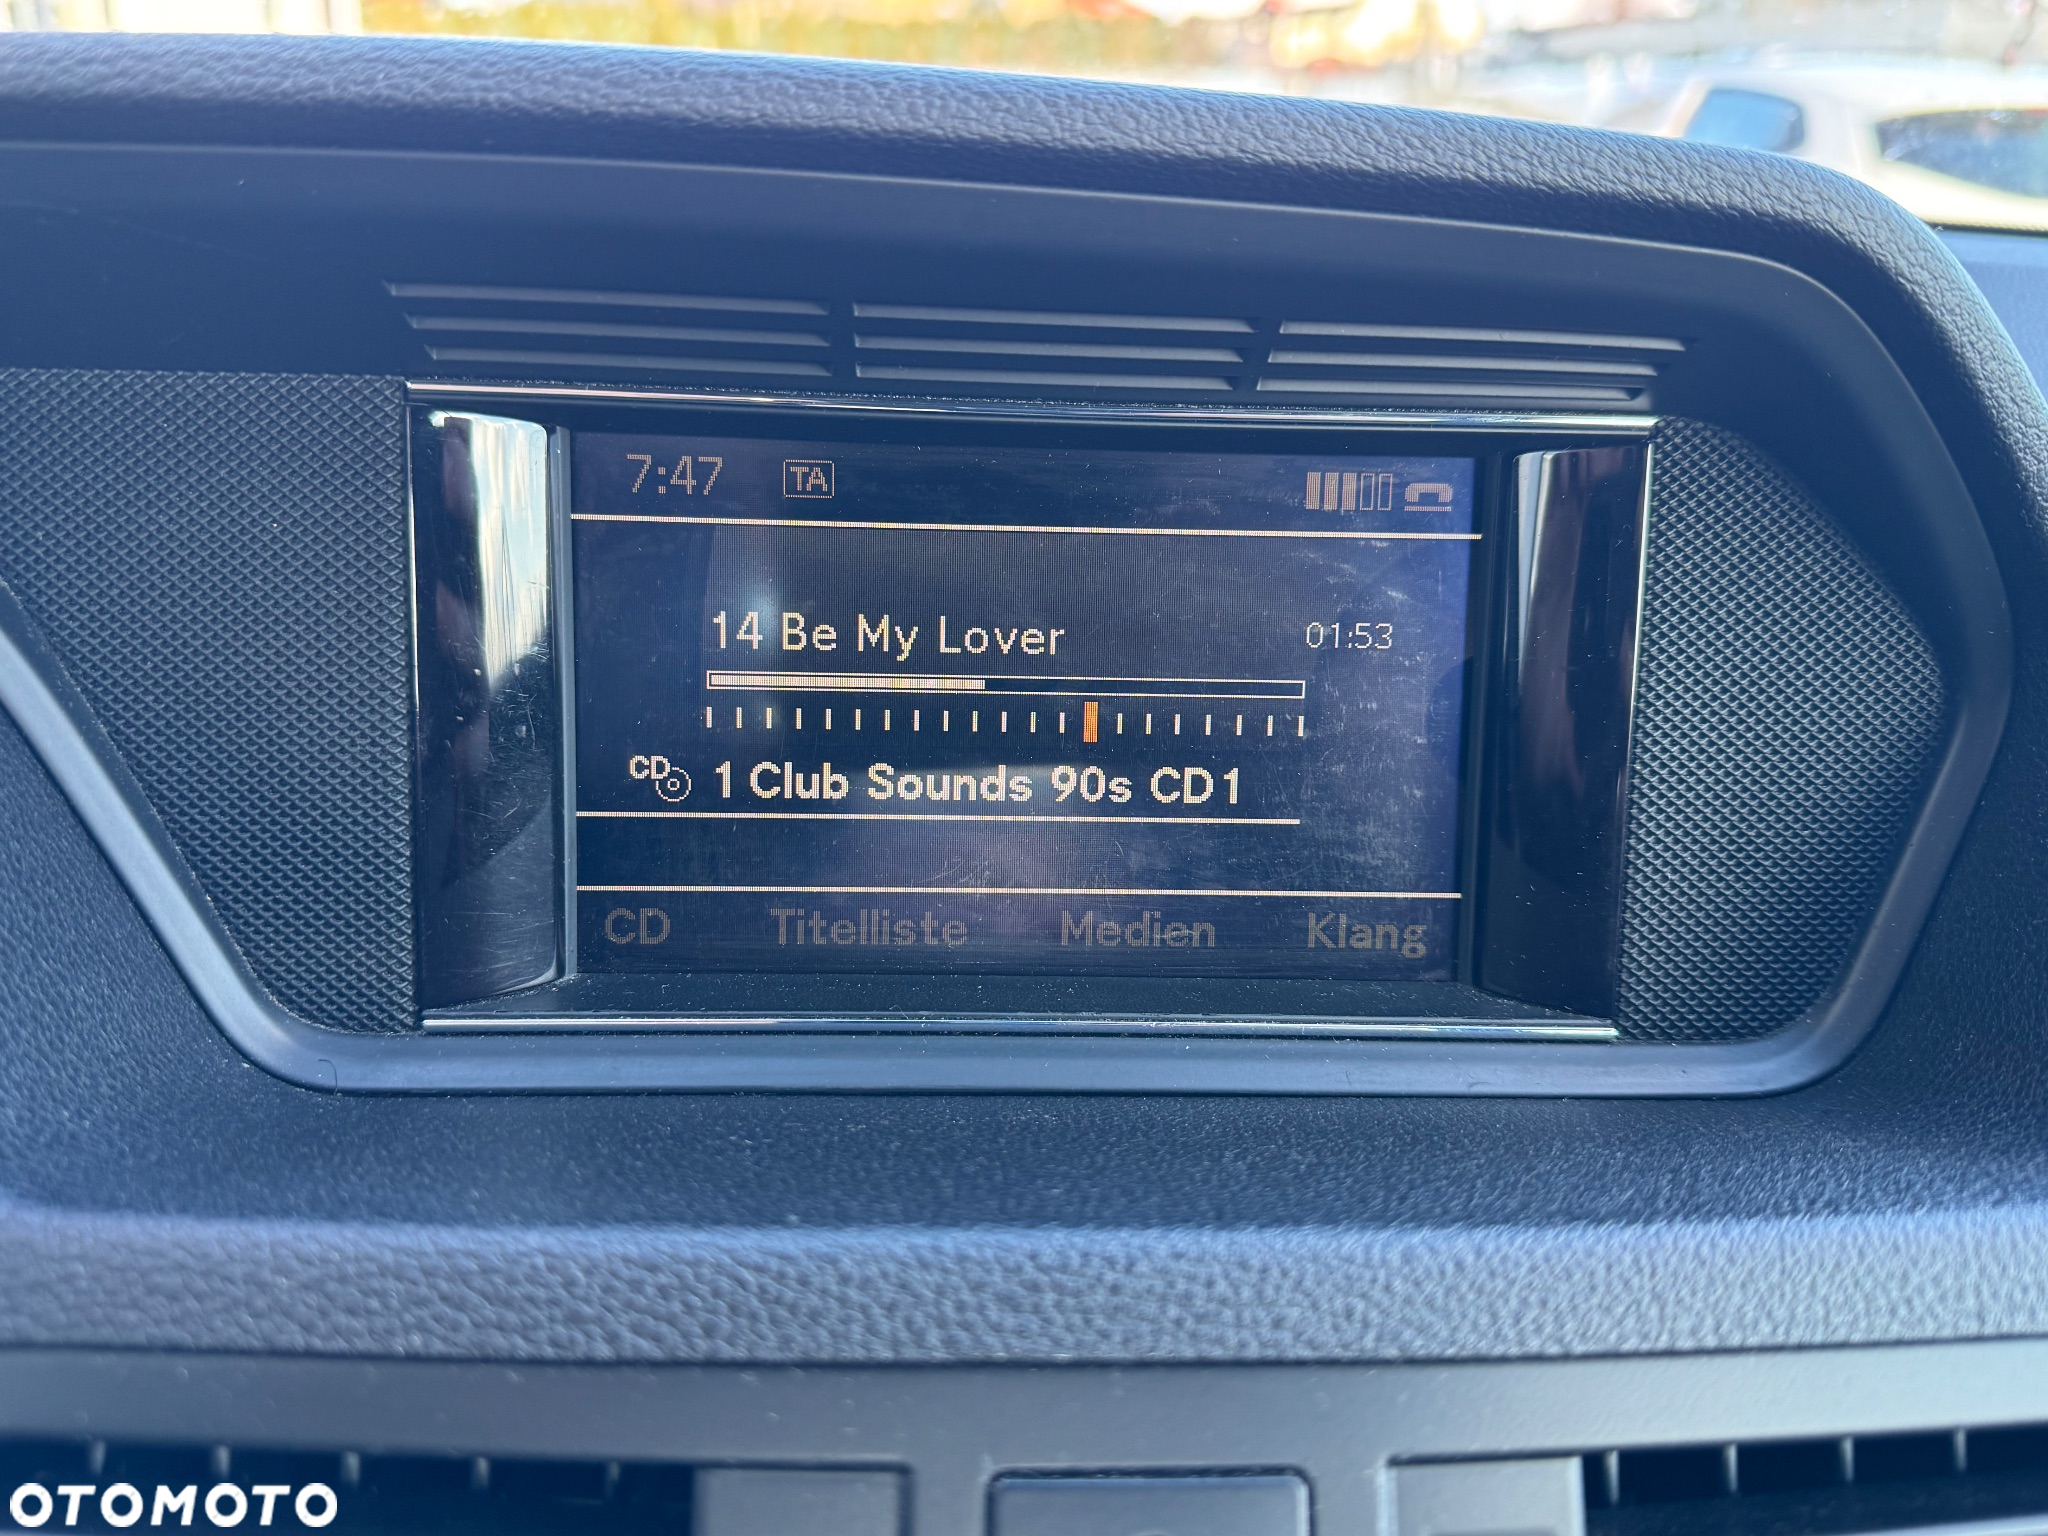 7:47 TA
14 Be My Lover 01:53
CD 1 Club Sounds 90s CD1
CD Titelliste Medien Klang
OTOMOTO